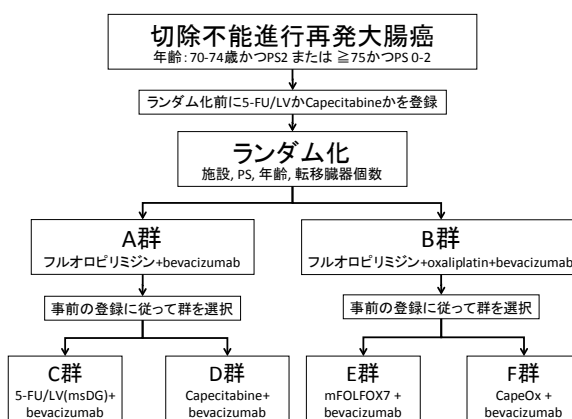 切除不能進行再発大腸癌
年齢：70-74歳かつPS2 または ≧75かつPS 0-2
ランダム化前に5-FU/LVかCapecitabineかを登録
ランダム化
施設, PS, 年齢, 転移臓器個数
A群
フルオロピリミジン+bevacizumab
B群
フルオロピリミジン+oxaliplatin+bevacizumab
事前の登録に従って群を選択
事前の登録に従って群を選択
C群
5-FU/LV(msDG)+
bevacizumab
D群
Capecitabine+
bevacizumab
E群
mFOLFOX7 +
bevacizumab
F群
CapeOx +
bevacizumab